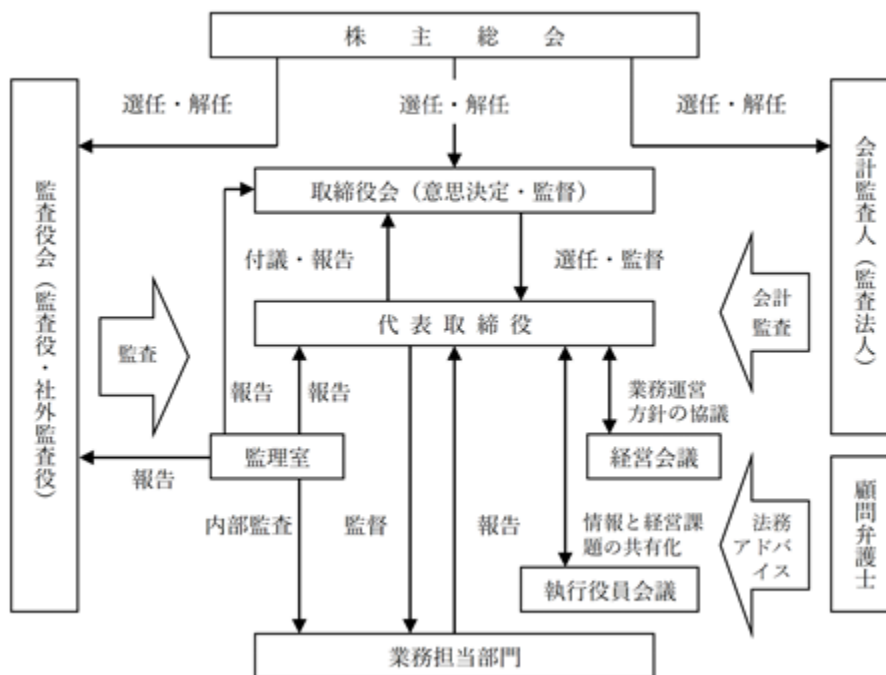 株主総会
選任・解任
選任・解任
選任・解任
監査役会（監査役・社外監査役）
会計監査人（監査法人）
取締役会（意思決定・監督）
付議・報告
選任・監督
会計
監査
代表取締役
監査
報告
報告
業務運営
方針の協議
監理室
経営会議
報告
顧問弁護士
内部監査
監督
報告
情報と経営課
題の共有化
法務
アドバ
イス
執行役員会議
業務担当部門